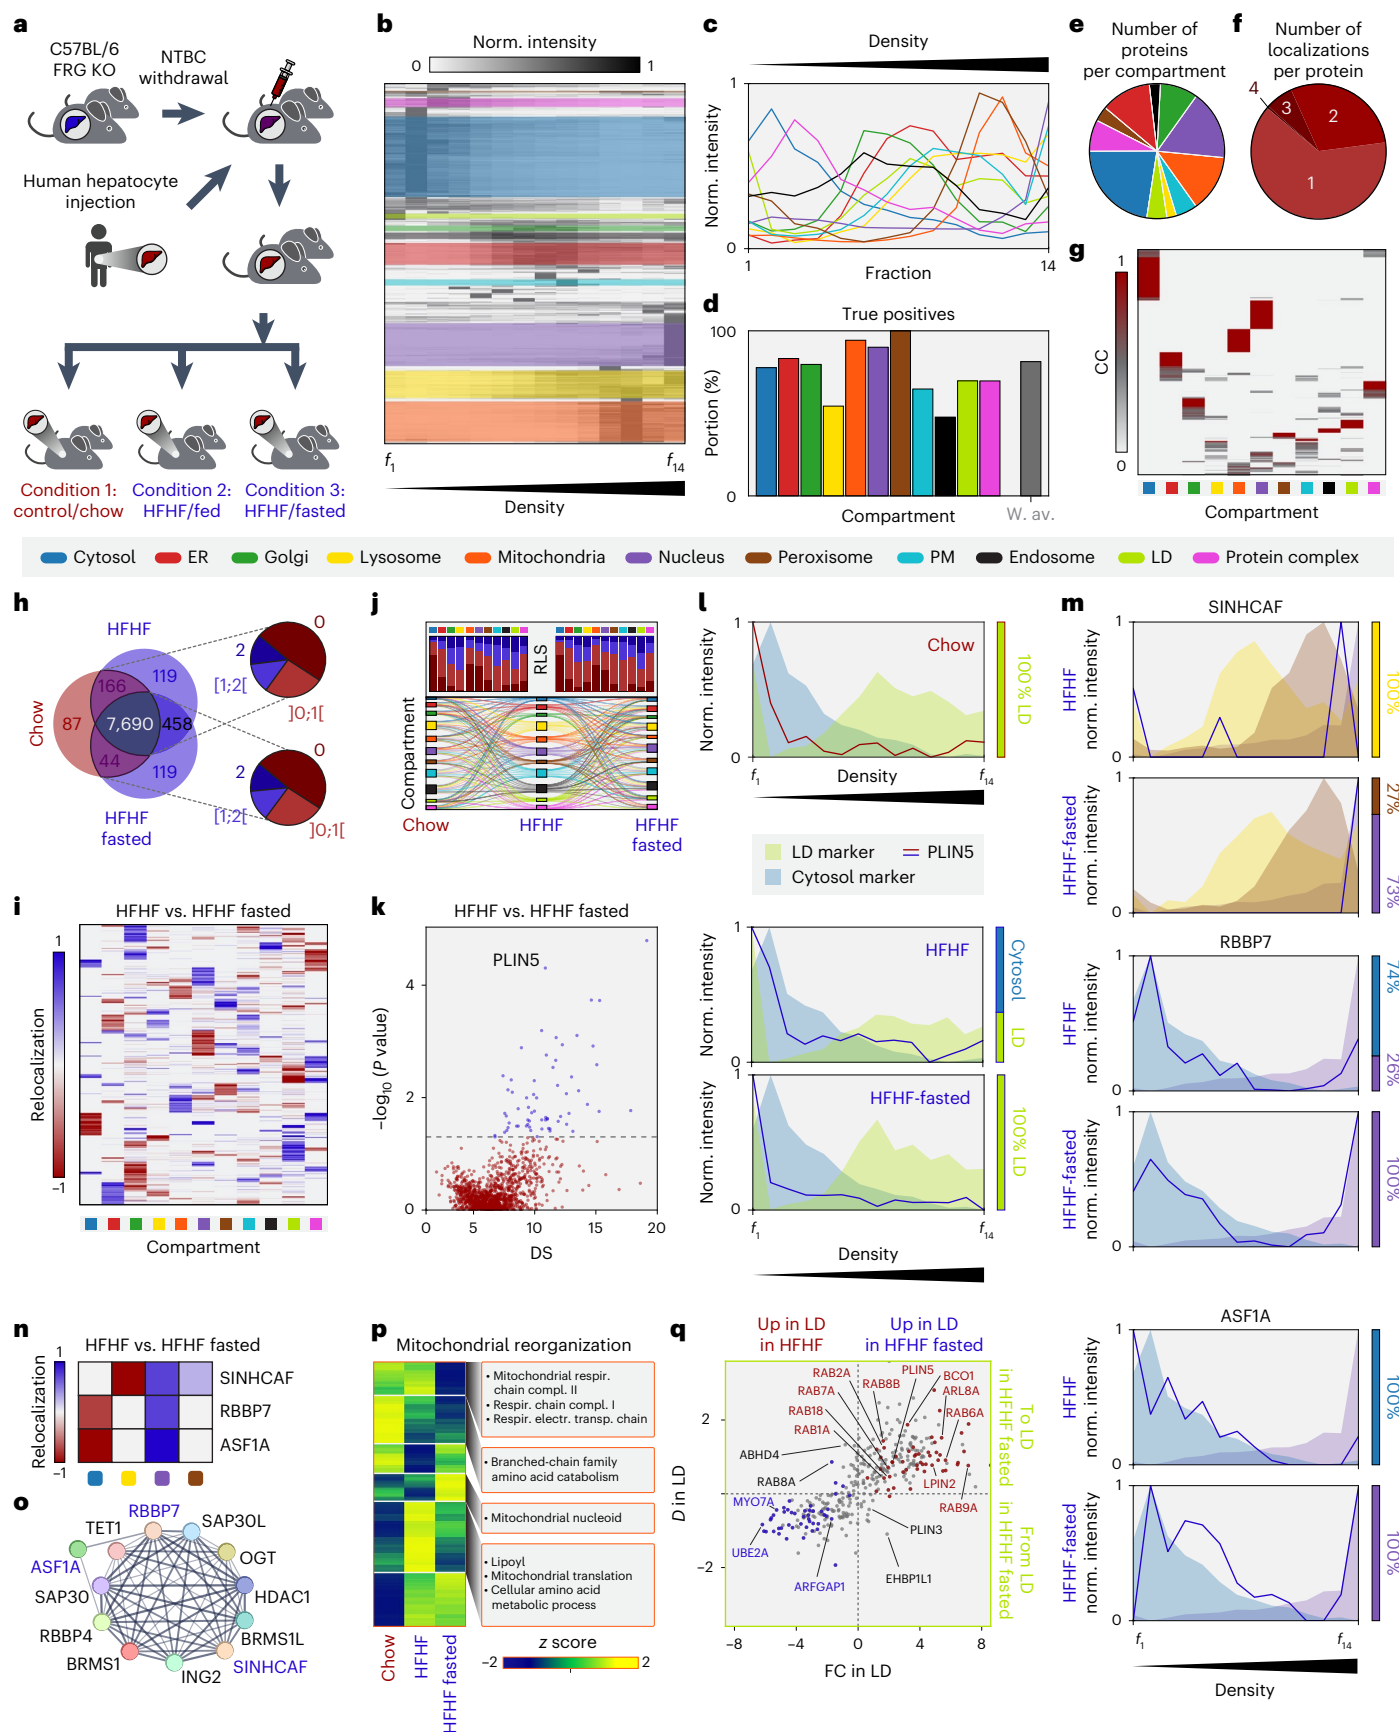 a
C57BL/6
FRG KO
NTBC
withdrawal
Human hepatocyte
injection
Condition 1:
control/chow
Condition 2:
HFHF/fed
Condition 3:
HFHF/fasted
b
Norm. intensity
0
1
f1
f14
Density
c
Density
1
Norm. intensity
0
1
14
Fraction
d
True positives
100
Portion (%)
0
Compartment
W. av.
e
Number of
proteins
per compartment
f
Number of
localizations
per protein
4
3
2
1
g
1
CC
0
Compartment
Cytosol
ER
Golgi
Lysosome
Mitochondria
Nucleus
Peroxisome
PM
Endosome
LD
Protein complex
h
HFHF
Chow
166
119
87
7,690
458
44
119
HFHF
fasted
0
2
[1;2[
]0;1[
0
2
[1;2[
]0;1[
i
HFHF vs. HFHF fasted
1
Relocalization
−1
Compartment
j
RLS
Compartment
Chow
HFHF
HFHF
fasted
k
HFHF vs. HFHF fasted
PLIN5
4
2
0
−log10 (P value)
0
5
10
15
20
DS
l
1
Norm. intensity
0
Chow
100% LD
f1
Density
f14
LD marker
PLIN5
Cytosol marker
1
Norm. intensity
0
HFHF
Cytosol
LD
1
Norm. intensity
0
HFHF-fasted
100% LD
f1
f14
Density
m
SINHCAF
1
HFHF
norm. intensity
0
100%
1
HFHF-fasted
norm. intensity
0
27%
73%
RBBP7
1
HFHF
norm. intensity
0
74%
26%
1
HFHF-fasted
norm. intensity
0
100%
ASF1A
1
HFHF
norm. intensity
0
100%
1
HFHF-fasted
norm. intensity
0
100%
f1
f14
Density
n
HFHF vs. HFHF fasted
1
Relocalization
−1
SINHCAF
RBBP7
ASF1A
o
RBBP7
TET1
SAP30L
ASF1A
OGT
SAP30
HDAC1
RBBP4
BRMS1L
BRMS1
SINHCAF
ING2
p
Mitochondrial reorganization
• Mitochondrial respir.
chain compl. II
• Respir. chain compl. I
• Respir. electr. transp. chain
• Branched-chain family
amino acid catabolism
• Mitochondrial nucleoid
• Lipoyl
• Mitochondrial translation
• Cellular amino acid
metabolic process
Chow
HFHF
HFHF fasted
z score
−2
2
q
Up in LD
in HFHF
Up in LD
in HFHF fasted
RAB2A
PLIN5
BCO1
RAB7A
RAB8B
ARL8A
RAB18
RAB6A
RAB1A
ABHD4
RAB8A
LPIN2
MYO7A
RAB9A
PLIN3
UBE2A
ARFGAP1
EHBP1L1
2
−2
D in LD
To LD
in HFHF fasted
From LD
in HFHF fasted
−8
−4
0
4
8
FC in LD